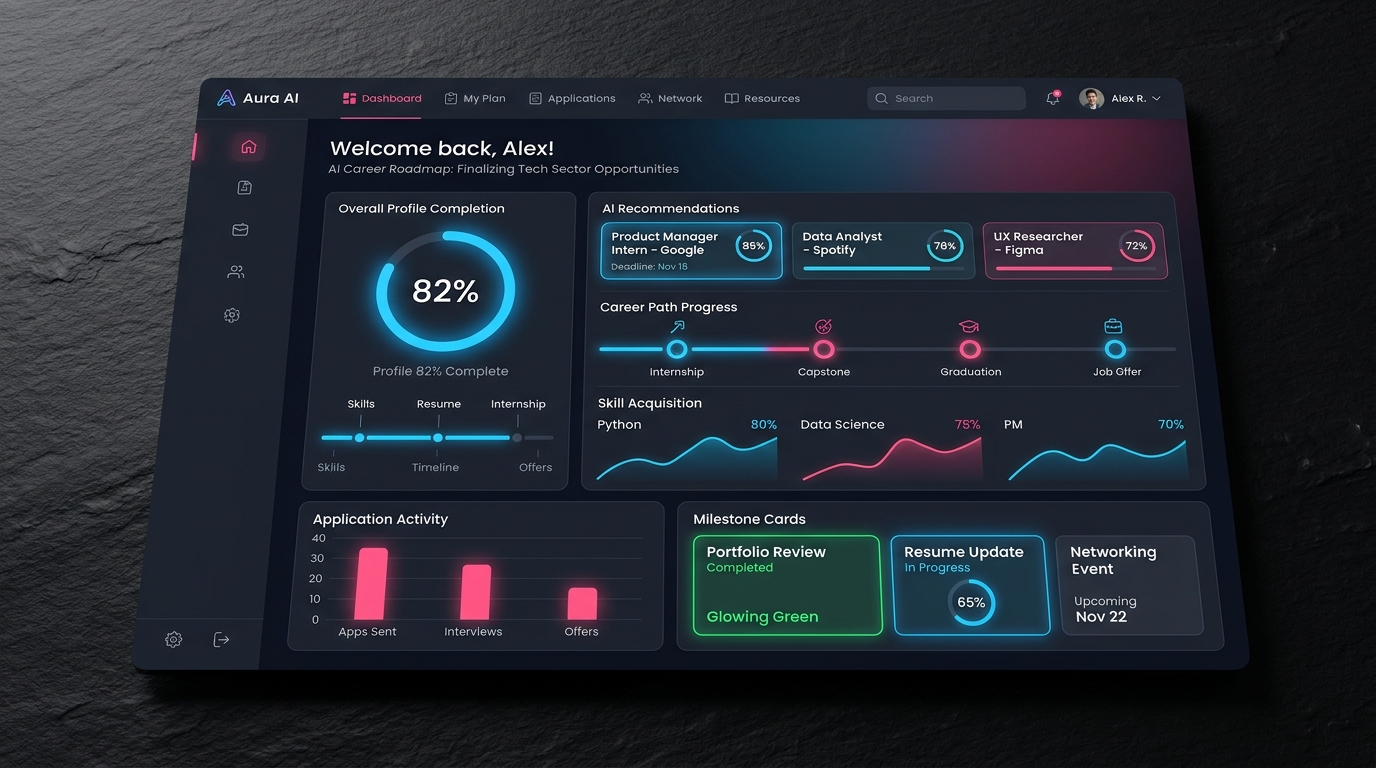 Aura AI
Dashboard
My Plan
Applications
Network
Resources
Search
Alex R.
Welcome back, Alex!
AI Career Roadmap: Finalizing Tech Sector Opportunities
Overall Profile Completion
82%
Profile 82% Complete
Skills
Resume
Internship
Skills
Timeline
Offers
AI Recommendations
Product Manager
Intern – Google
Deadline: Nov 15
85%
Data Analyst
– Spotify
76%
UX Researcher
– Figma
72%
Career Path Progress
Internship
Capstone
Graduation
Job Offer
Skill Acquisition
Python
80%
Data Science
75%
PM
70%
Application Activity
40
30
20
10
0
Apps Sent
Interviews
Offers
Milestone Cards
Portfolio Review
Completed
Glowing Green
Resume Update
In Progress
65%
Networking
Event
Upcoming
Nov 22